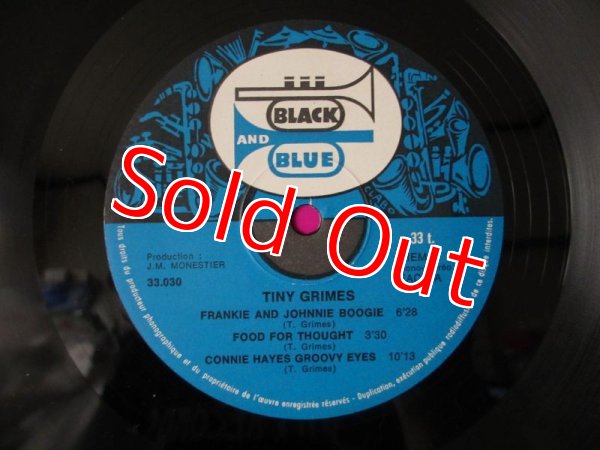 BLACK
AND
BLUE
Sold Out
33 t.
Production :
J.M. MONESTIER
33.030
TINY GRIMES
FRANKIE AND JOHNNIE BOOGIE 6'28
(T. Grimes)
FOOD FOR THOUGHT 3'30
(T. Grimes)
CONNIE HAYES GROOVY EYES 10'13
(T. Grimes)
Tous droits du producteur phonographique et du propriétaire de l'œuvre enregistrée réservés - Duplication, exécution publique radiodiffusion de ce disque interdites.